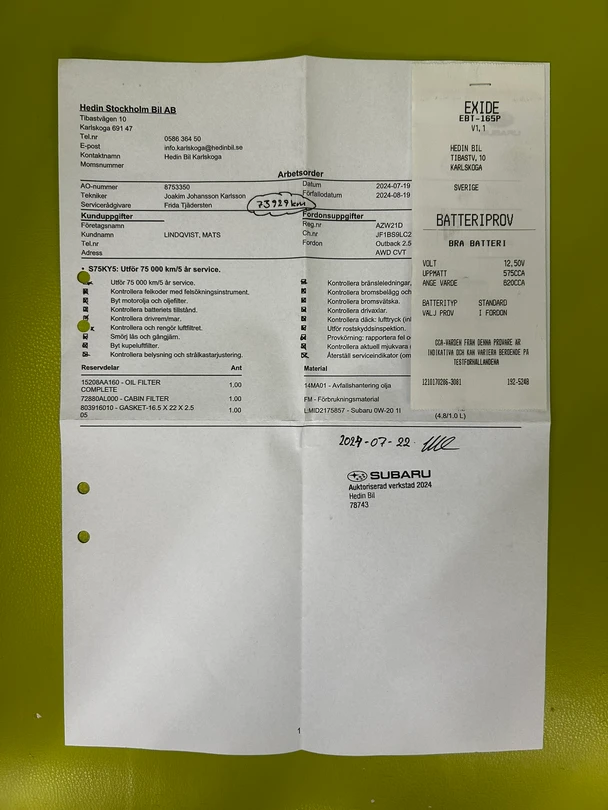 Hedin Stockholm Bil AB
Tibastvägen 10
Karlskoga 691 47
Tel.nr 0586 364 50
E-post info.karlskoga@hedinbil.se
Kontaktnamn Hedin Bil Karlskoga
Momsnummer
Arbetsorder
AO-nummer 8753350 Datum 2024-07-19
Tekniker Joakim Johansson Karlsson Förfallodatum 2024-08-19
Servicerådgivare Frida Tjädersten 73929 km
Kunduppgifter Fordonsuppgifter
Företagsnamn Reg.nr AZW21D
Kundnamn LINDQVIST, MATS Ch.nr JF1BS9LC2
Tel.nr Fordon Outback 2.5
Adress AWD CVT
• S75KY5: Utför 75 000 km/5 år service.
Utför 75 000 km/5 år service. Kontrollera bränsleledningar,
Kontrollera felkoder med felsökningsinstrument. Kontrollera bromsbelägg och
Byt motorolja och oljefilter. Kontrollera bromsvätska.
Kontrollera batteriets tillstånd. Kontrollera drivaxlar.
Kontrollera drivrem/mar. Kontrollera däck: lufttryck (in
Kontrollera och rengör luftfiltret. Utför rostskyddsinspektion.
Smörj lås och gångjärn. Provkörning: rapportera fel o
Byt kupeluftfilter. Kontrollera aktuell mjukvara i
Kontrollera belysning och strålkastarjustering. Återställ serviceindikator (om
Reservdelar Ant Material
15208AA160 - OIL FILTER COMPLETE 1.00 14MA01 - Avfallshantering olja
72880AL000 - CABIN FILTER 1.00 FM - Förbrukningsmaterial
803916010 - GASKET-16.5 X 22 X 2.5 05 1.00 LMID2175857 - Subaru 0W-20 1l (4.8/1.0 L)
EXIDE
EBT-165P
V1,1
HEDIN BIL
TIBASTV, 10
KARLSKOGA
SVERIGE
BATTERIPROV
BRA BATTERI
VOLT 12.50V
UPPMATT 575CCA
ANGE VARDE 620CCA
BATTERITYP STANDARD
VALJ PROV I FORDON
CCA-VARDEN FRÅN DENNA PROVARE ÄR
INDIKATIVA OCH KAN VARIERA BEROENDE PÅ
TESTFORHALLANDENA
1210170286-3081 192-524B
2024-07-22
SUBARU
Auktoriserad verkstad 2024
Hedin Bil
78743
1